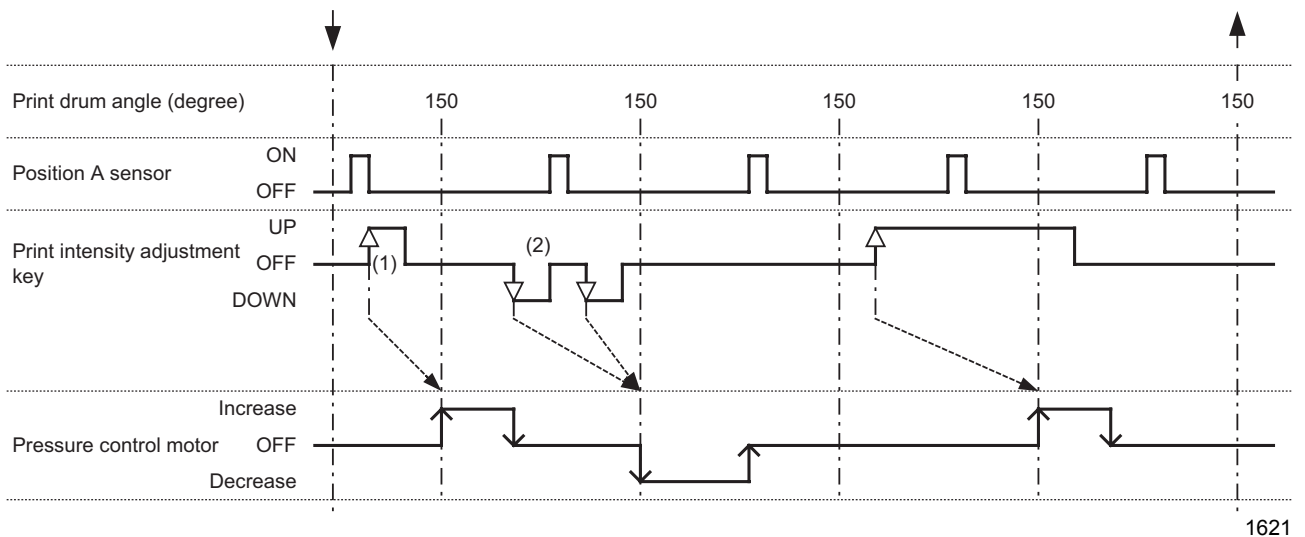 Print drum angle (degree) 150 150 150 150 150
ON
Position A sensor
OFF
UP
Print intensity adjustment
key
OFF
(1)
(2)
DOWN
Increase
Pressure control motor OFF
Decrease
1621